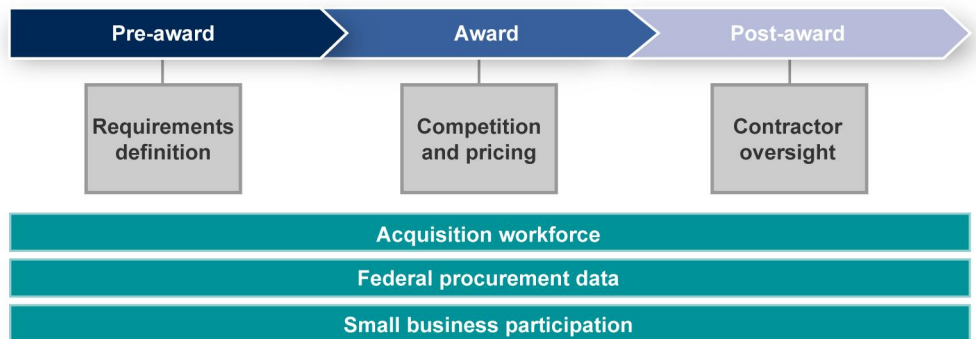 Pre-award
Award
Post-award
Requirements
definition
Competition
and pricing
Contractor
oversight
Acquisition workforce
Federal procurement data
Small business participation